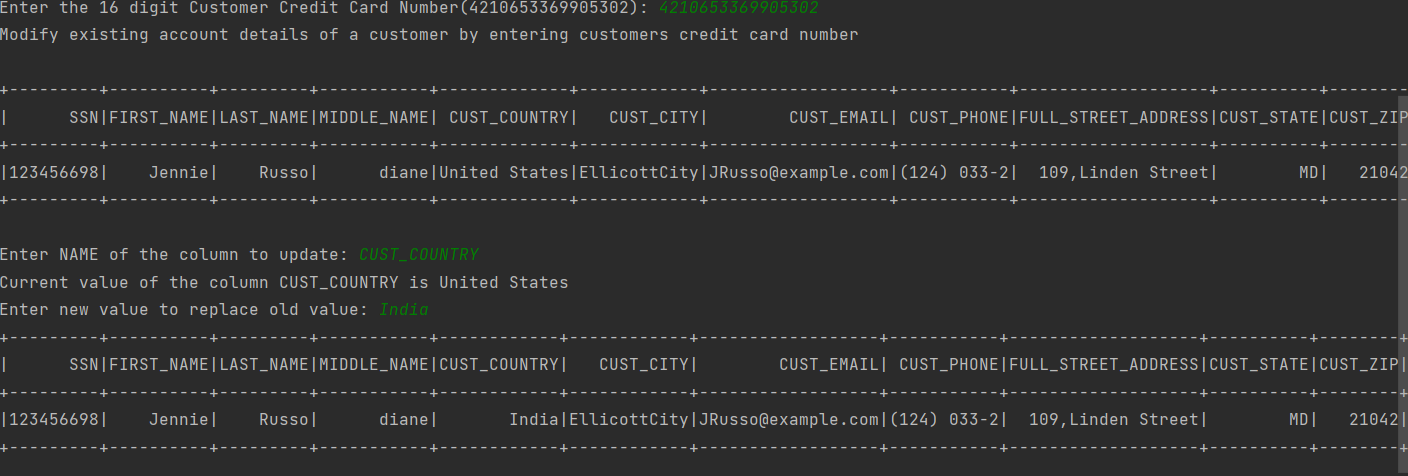 Enter the 16 digit Customer Credit Card Number(4210653369905302): 4210653369905302
Modify existing account details of a customer by entering customers credit card number
+---------+----------+---------+-----------+-------------+------------+------------------+-----------+-------------------+----------+--------
|      SSN|FIRST_NAME|LAST_NAME|MIDDLE_NAME| CUST_COUNTRY|   CUST_CITY|        CUST_EMAIL| CUST_PHONE|FULL_STREET_ADDRESS|CUST_STATE|CUST_ZIP
+---------+----------+---------+-----------+-------------+------------+------------------+-----------+-------------------+----------+--------
|123456698|    Jennie|    Russo|      diane|United States|EllicottCity|JRusso@example.com|(124) 033-2|  109,Linden Street|        MD|   21042
+---------+----------+---------+-----------+-------------+------------+------------------+-----------+-------------------+----------+--------
Enter NAME of the column to update: CUST_COUNTRY
Current value of the column CUST_COUNTRY is United States
Enter new value to replace old value: India
+---------+----------+---------+-----------+------------+------------+------------------+-----------+-------------------+----------+--------+
|      SSN|FIRST_NAME|LAST_NAME|MIDDLE_NAME|CUST_COUNTRY|   CUST_CITY|        CUST_EMAIL| CUST_PHONE|FULL_STREET_ADDRESS|CUST_STATE|CUST_ZIP|
+---------+----------+---------+-----------+------------+------------+------------------+-----------+-------------------+----------+--------+
|123456698|    Jennie|    Russo|      diane|       India|EllicottCity|JRusso@example.com|(124) 033-2|  109,Linden Street|        MD|   21042|
+---------+----------+---------+-----------+------------+------------+------------------+-----------+-------------------+----------+--------+